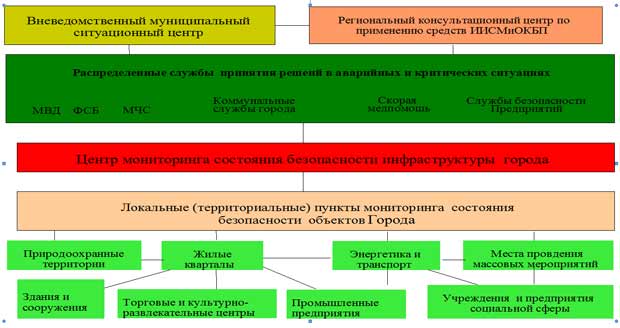 Вневедомственный муниципальный
ситуационный центр
Региональный консультационный центр по
применению средств ИИСМиОКБП
Распределенные службы принятия решений в аварийных и критических ситуациях
МВД ФСБ МЧС
Коммунальные
службы города
Скорая
медпомошь
Службы безопасности
Предприятий
Центр мониторинга состояния безопасности инфраструктуры города
Локальные (территориальные) пункты мониторинга состояния
безопасности объектов Города
Природоохранные
территории
Жилые
кварталы
Энергетика и
транспорт
Места провдения
массовых мероприятий
Здания и
сооружения
Торговые и культурно-
развлекательные центры
Промышленные
предприятия
Учреждения и предприятия
социальной сферы